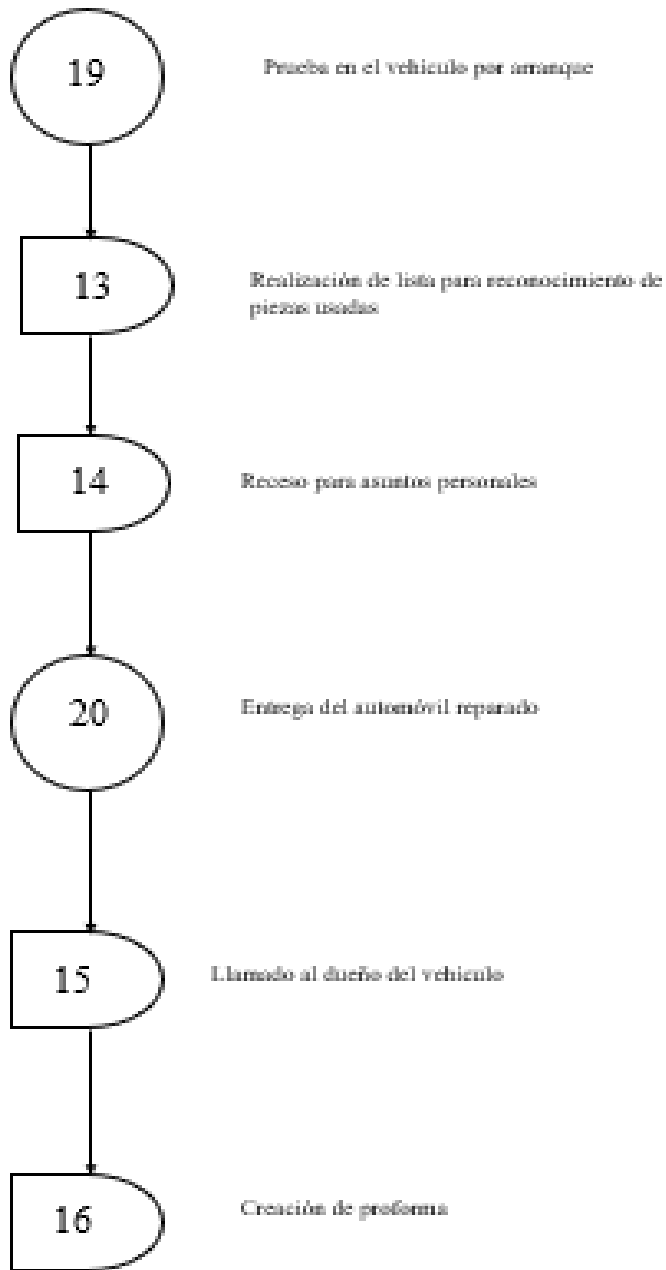 19
Prueba en el vehículo por arranque
13
Realización de lista para reconocimiento de
piezas usadas
14
Receso para asuntos personales
20
Entrega del automóvil reparado
15
Llamado al dueño del vehículo
16
Creación de proforma